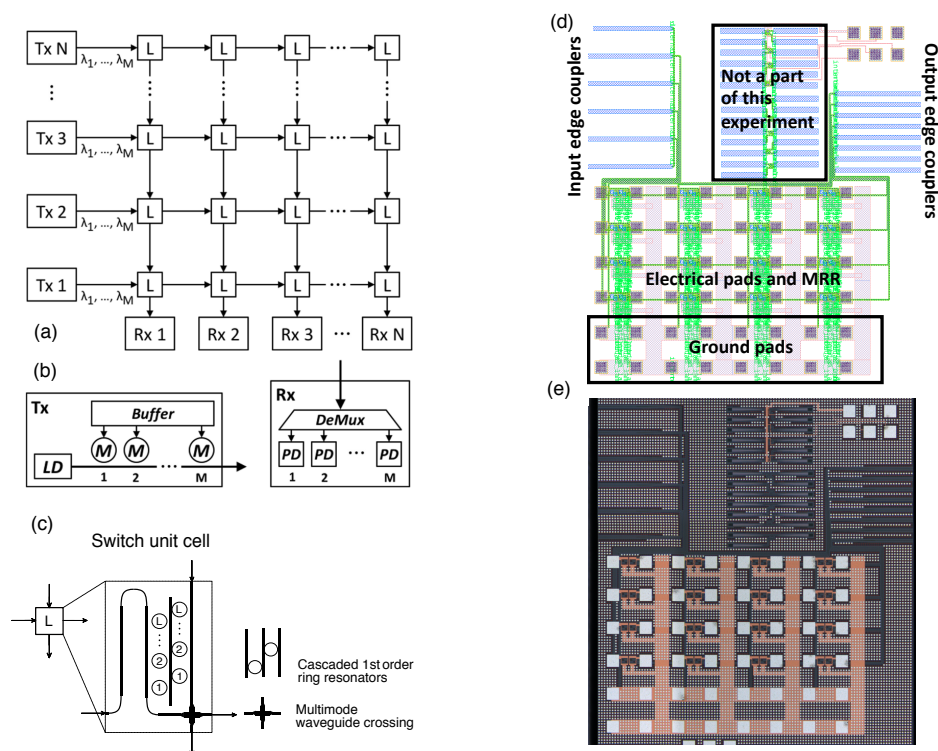 Tx N
L
L
L
...
L
λ1, ..., λM
⋮
Tx 3
L
L
L
...
L
λ1, ..., λM
Tx 2
L
L
L
...
L
λ1, ..., λM
Tx 1
L
L
L
...
L
λ1, ..., λM
(a)
Rx 1
Rx 2
Rx 3
...
Rx N
(b)
Tx
Buffer
M
M
M
LD
1
2
...
M
Rx
DeMux
PD
PD
...
PD
1
2
M
(c)
Switch unit cell
L
L
⋮
2
1
L
⋮
2
1
Cascaded 1st order
ring resonators
Multimode
waveguide crossing
(d)
Input edge couplers
Not a part
of this
experiment
Output edge couplers
Electrical pads and MRR
Ground pads
(e)